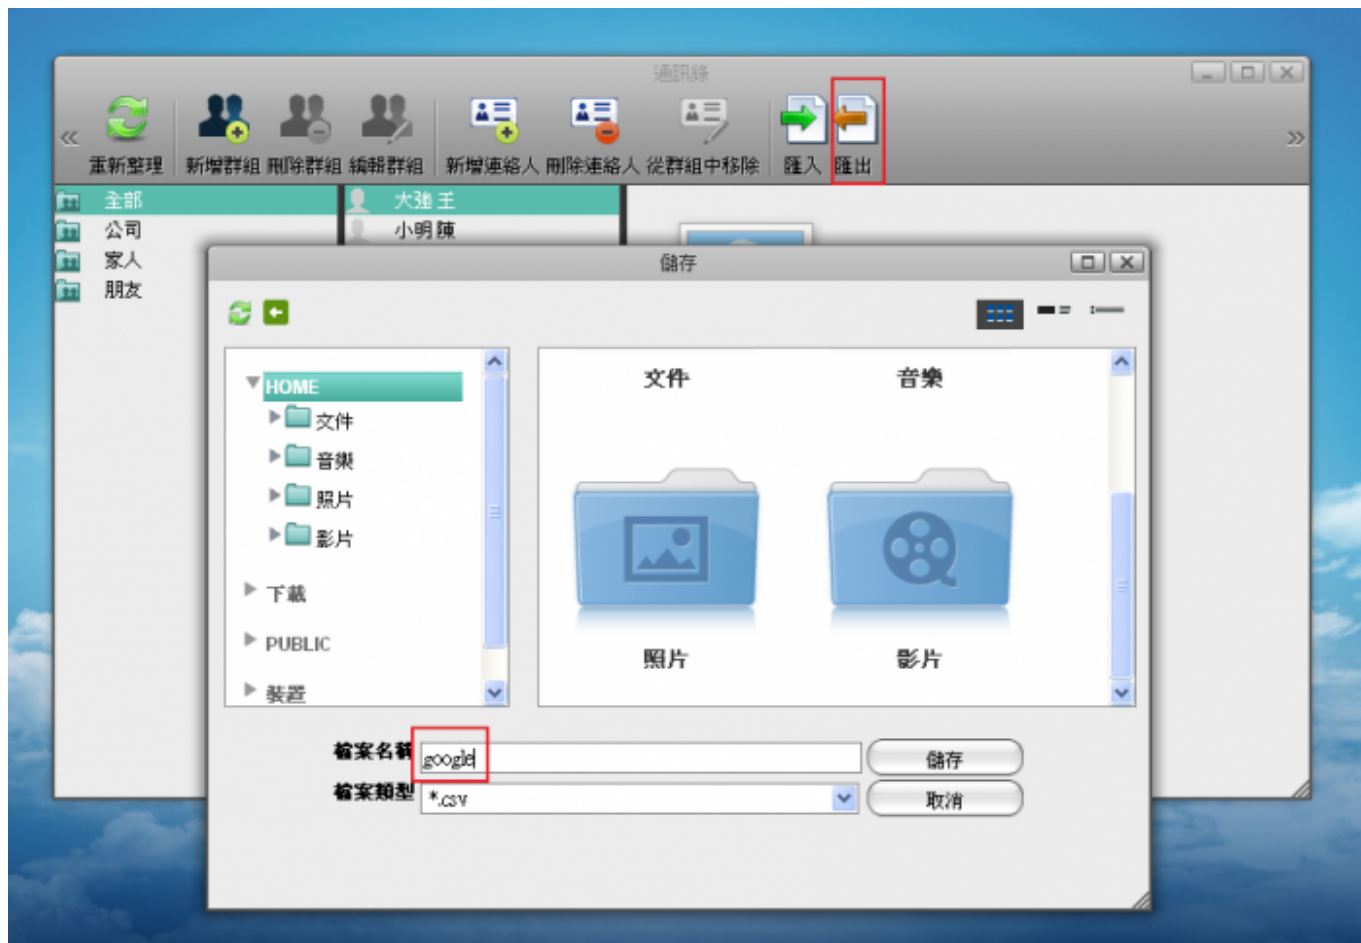 通訊錄
重新整理 新增群組 刪除群組 編輯群組 新增連絡人 刪除連絡人 從群組中移除 匯入 匯出
全部
公司
家人
朋友
大強 王
小明 陳
儲存
HOME
文件
音樂
照片
影片
下載
PUBLIC
裝置
文件 音樂
照片 影片
檔案名稱 google 儲存
檔案類型 *.csv 取消